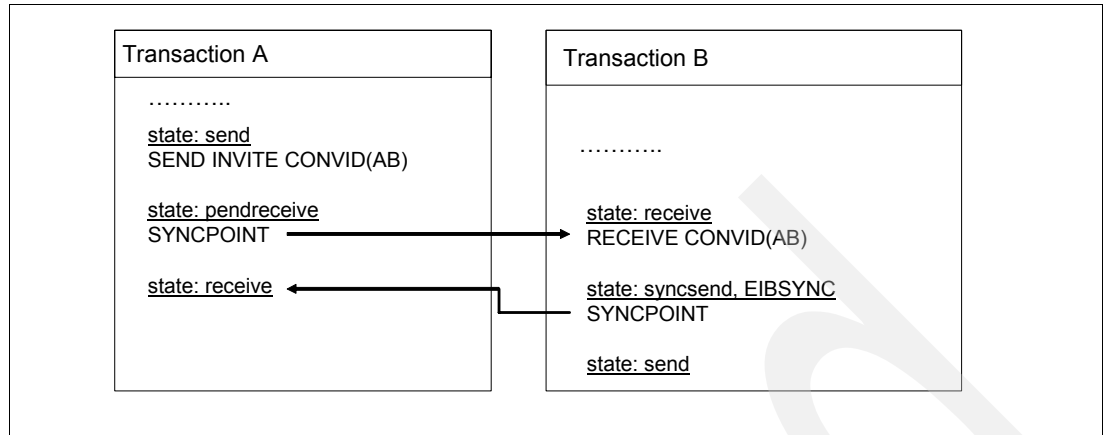 Transaction A
………..
state: send
SEND INVITE CONVID(AB)
state: pendreceive
SYNCPOINT
state: receive
Transaction B
………..
state: receive
RECEIVE CONVID(AB)
state: syncsend, EIBSYNC
SYNCPOINT
state: send